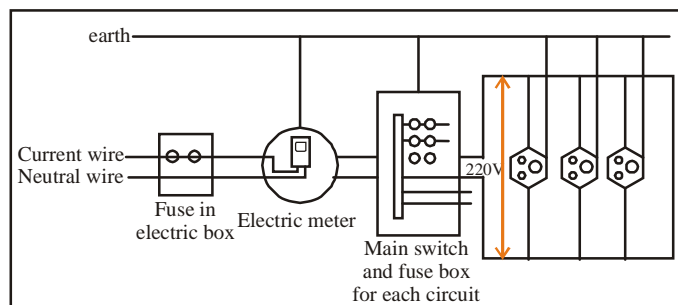 earth
Current wire
Neutral wire
220V
Fuse in
electric box
Electric meter
Main switch
and fuse box
for each circuit